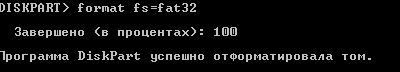 DISKPART> format fs=fat32
Завершено (в процентах): 100
Программа DiskPart успешно отформатировала том.